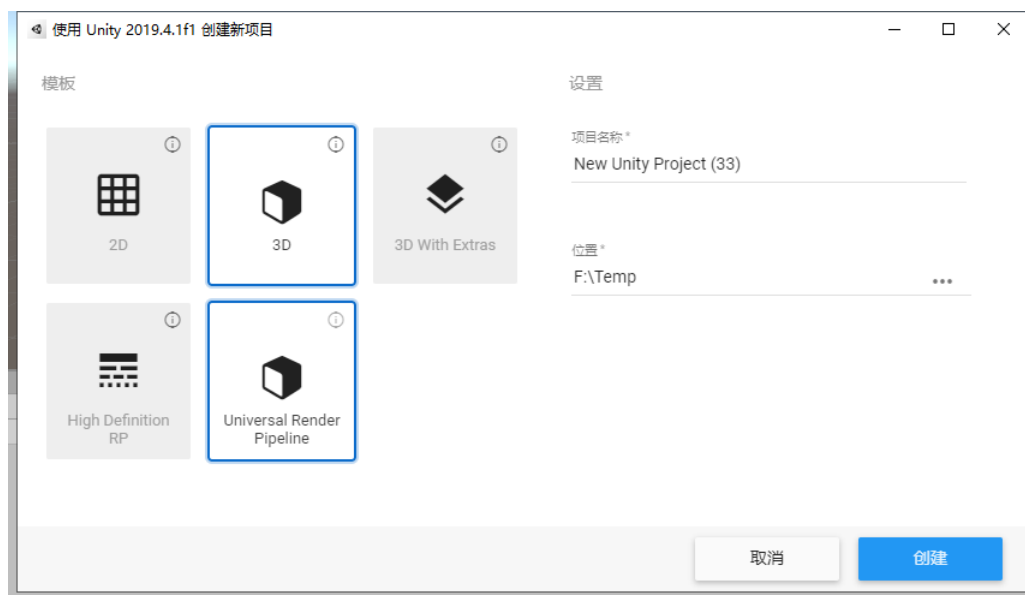 使用 Unity 2019.4.1f1 创建新项目
模板
设置
2D
3D
3D With Extras
High Definition
RP
Universal Render
Pipeline
项目名称*
New Unity Project (33)
位置*
F:\Temp
取消
创建